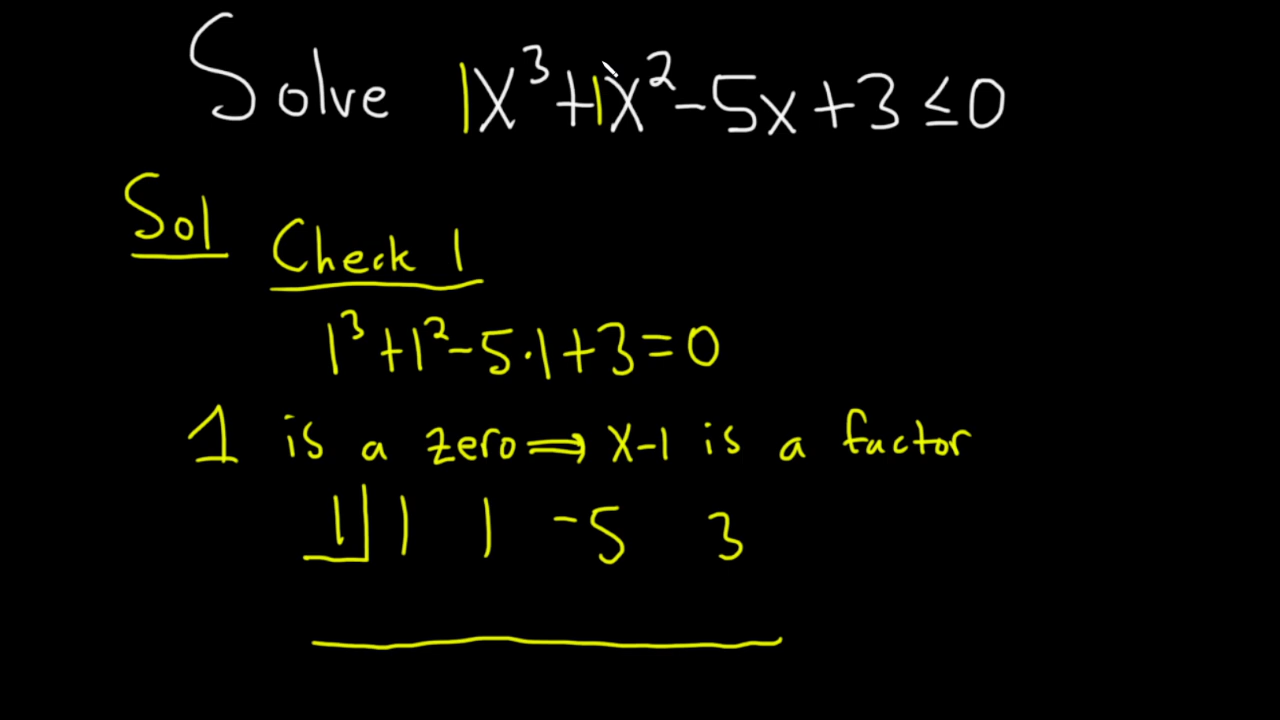 Solve 1x³+1x²-5x+3≤0
Sol Check 1
1³+1²-5·1+3=0
1 is a zero⟹x-1 is a factor
1| 1 1 -5 3